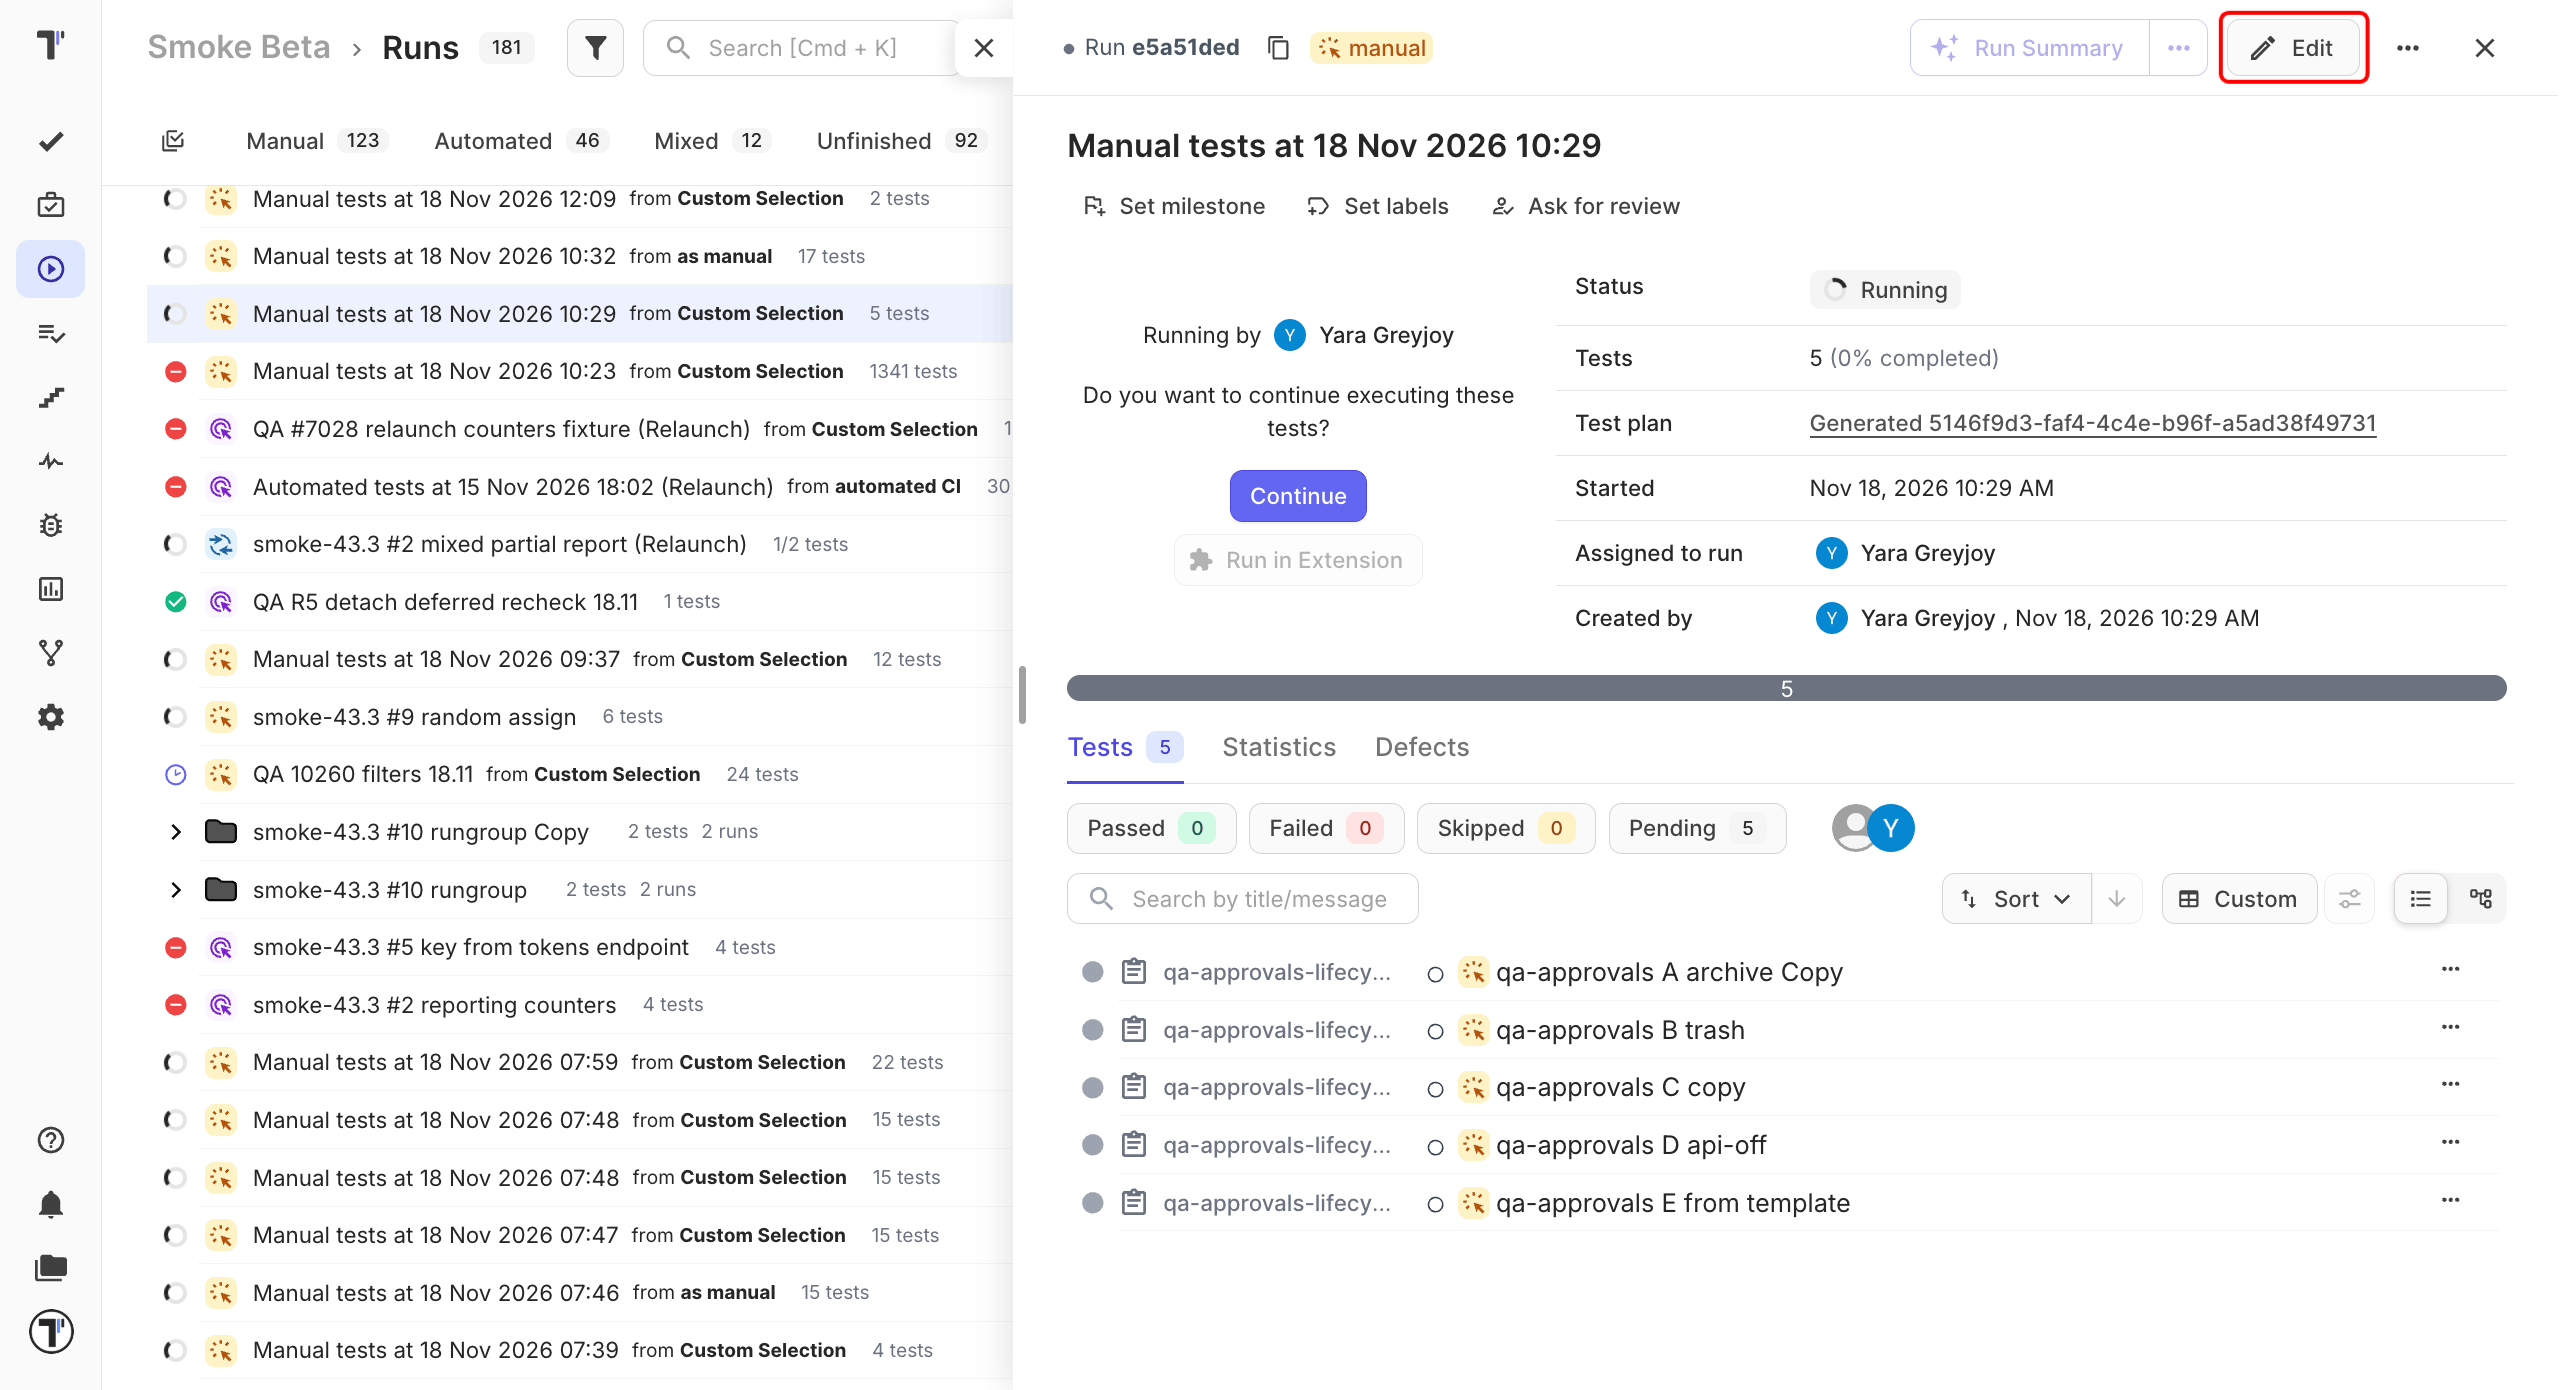 Smoke Beta > Runs 181
Search [Cmd + K]
Manual 123 Automated 46 Mixed 12 Unfinished 92
Manual tests at 18 Nov 2026 12:09 from Custom Selection 2 tests
Manual tests at 18 Nov 2026 10:32 from as manual 17 tests
Manual tests at 18 Nov 2026 10:29 from Custom Selection 5 tests
Manual tests at 18 Nov 2026 10:23 from Custom Selection 1341 tests
QA #7028 relaunch counters fixture (Relaunch) from Custom Selection 1
Automated tests at 15 Nov 2026 18:02 (Relaunch) from automated CI 30
smoke-43.3 #2 mixed partial report (Relaunch) 1/2 tests
QA R5 detach deferred recheck 18.11 1 tests
Manual tests at 18 Nov 2026 09:37 from Custom Selection 12 tests
smoke-43.3 #9 random assign 6 tests
QA 10260 filters 18.11 from Custom Selection 24 tests
smoke-43.3 #10 rungroup Copy 2 tests 2 runs
smoke-43.3 #10 rungroup 2 tests 2 runs
smoke-43.3 #5 key from tokens endpoint 4 tests
smoke-43.3 #2 reporting counters 4 tests
Manual tests at 18 Nov 2026 07:59 from Custom Selection 22 tests
Manual tests at 18 Nov 2026 07:48 from Custom Selection 15 tests
Manual tests at 18 Nov 2026 07:48 from Custom Selection 15 tests
Manual tests at 18 Nov 2026 07:47 from Custom Selection 15 tests
Manual tests at 18 Nov 2026 07:46 from as manual 15 tests
Manual tests at 18 Nov 2026 07:39 from Custom Selection 4 tests
Run e5a51ded manual Run Summary Edit
Manual tests at 18 Nov 2026 10:29
Set milestone Set labels Ask for review
Running by Y Yara Greyjoy
Do you want to continue executing these
tests?
Continue
Run in Extension
Status Running
Tests 5 (0% completed)
Test plan Generated 5146f9d3-faf4-4c4e-b96f-a5ad38f49731
Started Nov 18, 2026 10:29 AM
Assigned to run Y Yara Greyjoy
Created by Y Yara Greyjoy , Nov 18, 2026 10:29 AM
5
Tests 5 Statistics Defects
Passed 0 Failed 0 Skipped 0 Pending 5 Y
Search by title/message Sort Custom
qa-approvals-lifecy... qa-approvals A archive Copy
qa-approvals-lifecy... qa-approvals B trash
qa-approvals-lifecy... qa-approvals C copy
qa-approvals-lifecy... qa-approvals D api-off
qa-approvals-lifecy... qa-approvals E from template